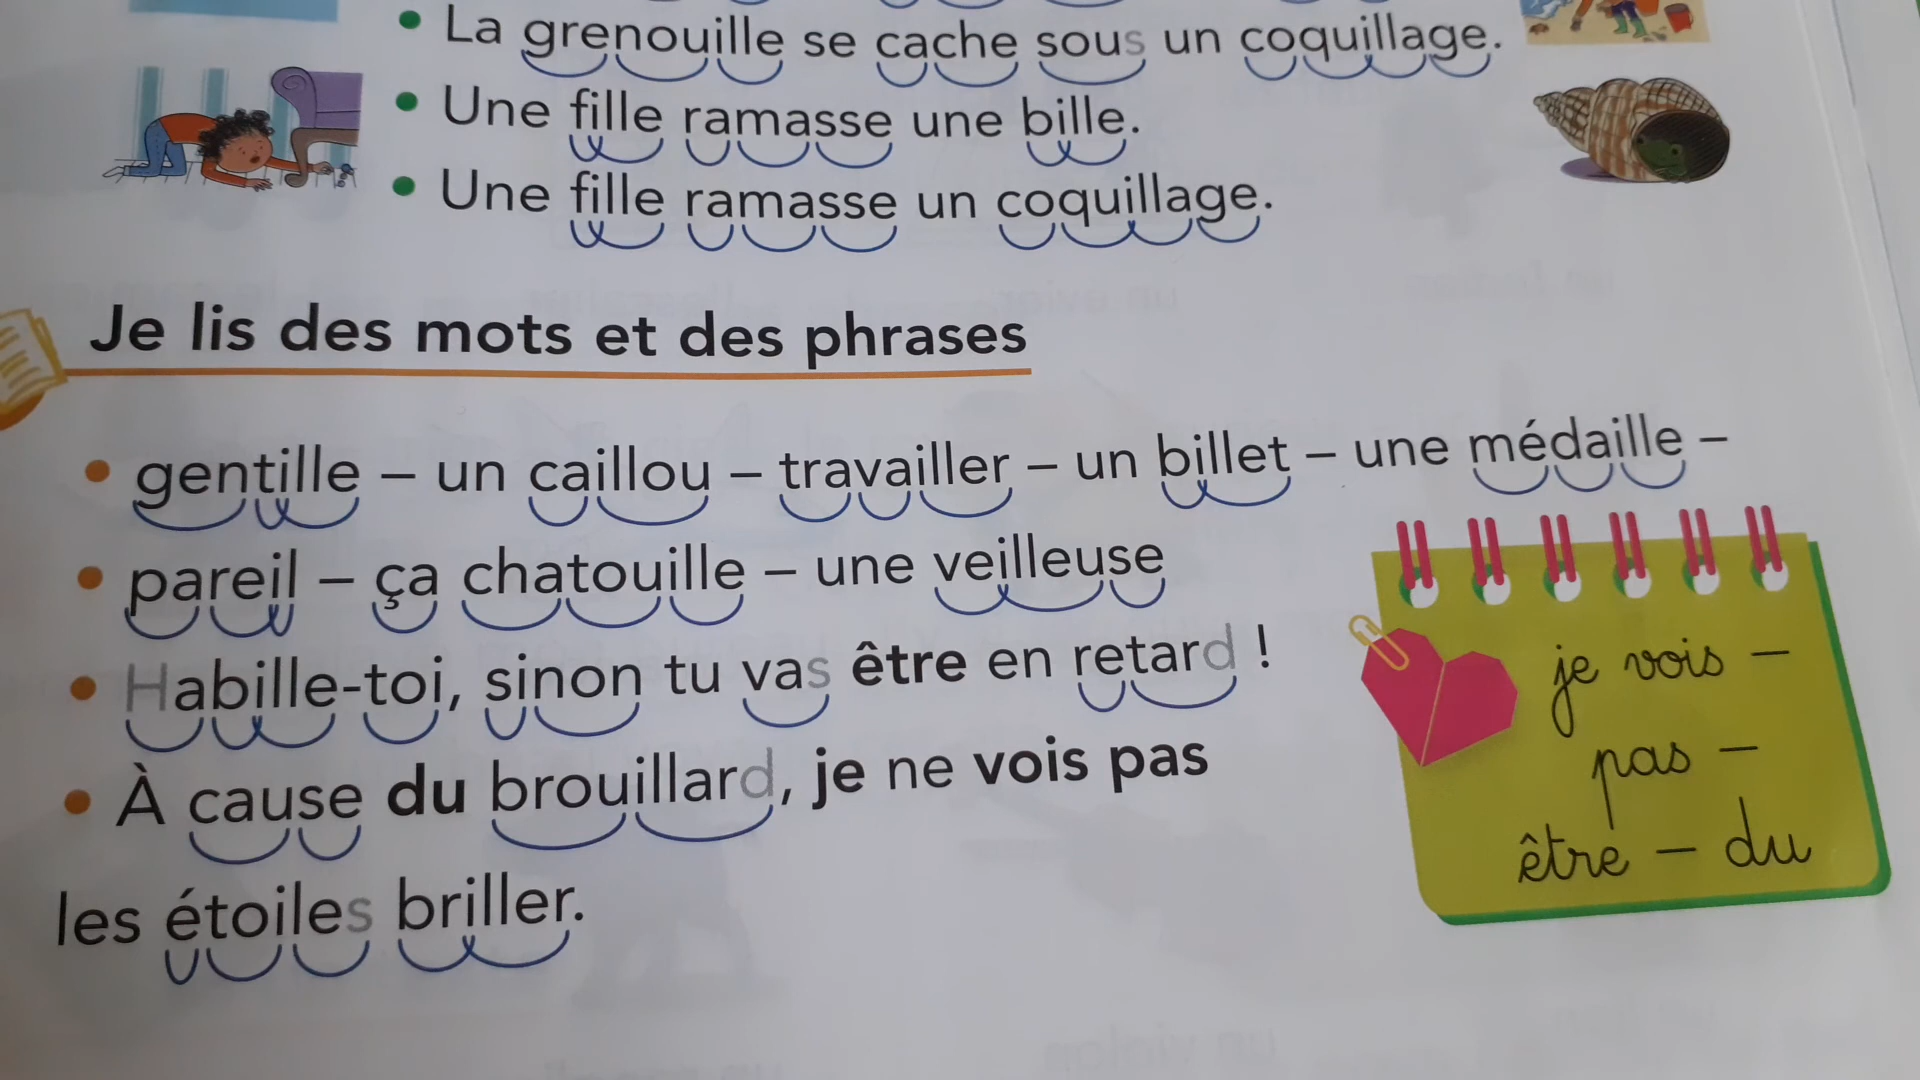 • La grenouille se cache sous un coquillage.
• Une fille ramasse une bille.
• Une fille ramasse un coquillage.
Je lis des mots et des phrases
• gentille – un caillou – travailler – un billet – une médaille –
• pareil – ça chatouille – une veilleuse
• Habille-toi, sinon tu vas être en retard !
• À cause du brouillard, je ne vois pas
les étoiles briller.
je vois –
pas –
être – du